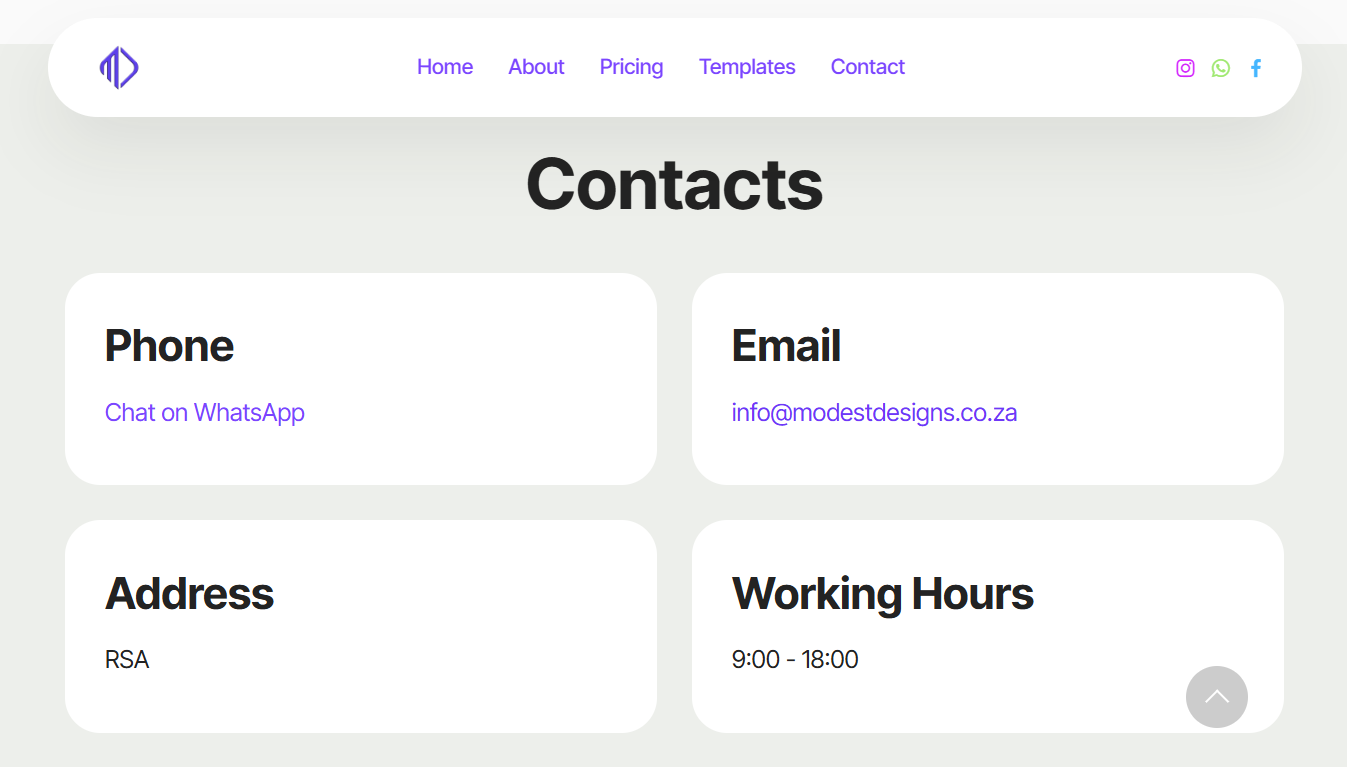 Home About Pricing Templates Contact
Contacts
Phone
Chat on WhatsApp
Email
info@modestdesigns.co.za
Address
RSA
Working Hours
9:00 - 18:00